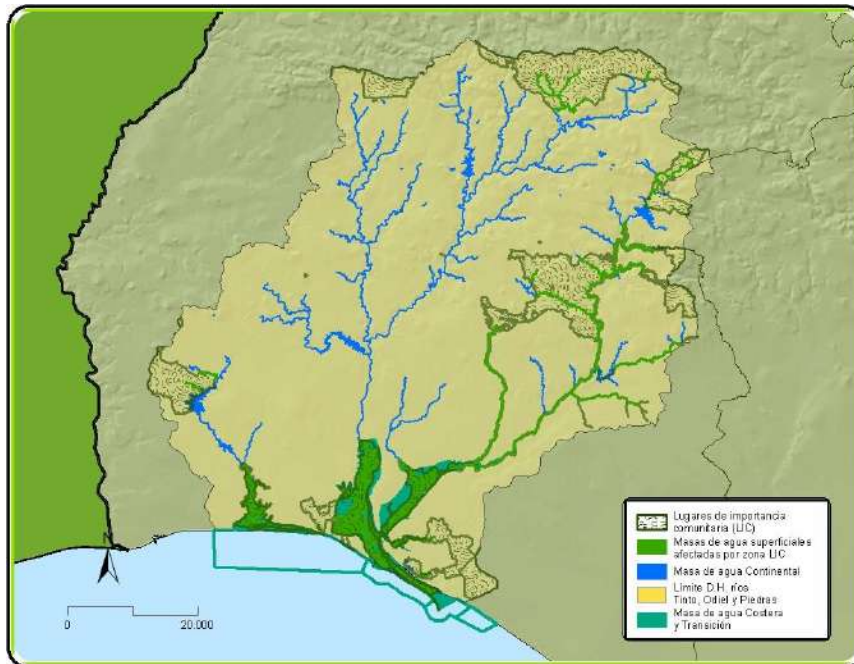 Lugares de importancia
comunitaria (LIC)
Masas de agua superficiales
afectadas por zona LIC
Masa de agua Continental
Límite D.H. ríos
Tinto, Odiel y Piedras
Masa de agua Costera
y Transición
0 20.000